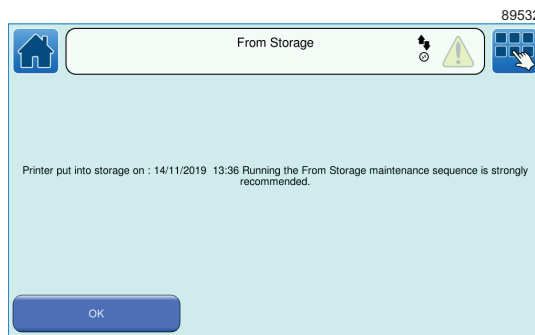 89532
From Storage
Printer put into storage on : 14/11/2019 13:36 Running the From Storage maintenance sequence is strongly
recommended.
OK